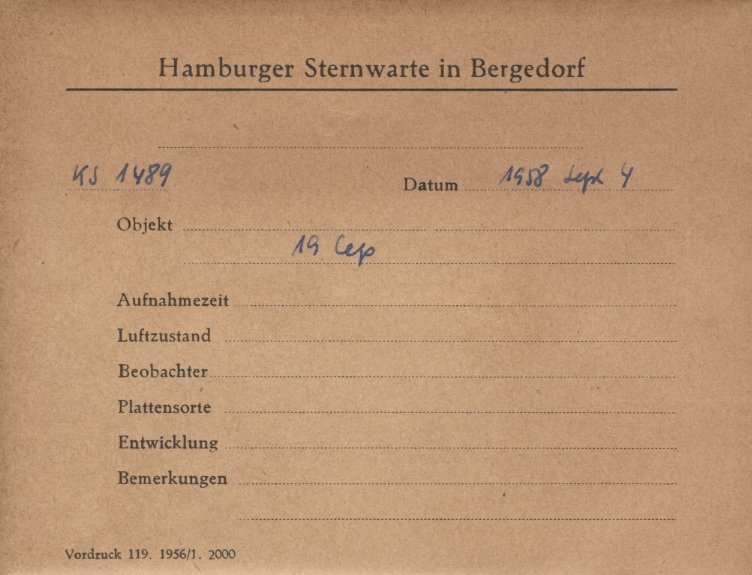 Hamburger Sternwarte in Bergedorf
KS 1489 Datum 1958 Sept 4
Objekt
19 Cep
Aufnahmezeit
Luftzustand
Beobachter
Plattensorte
Entwicklung
Bemerkungen
Vordruck 119. 1956/1. 2000